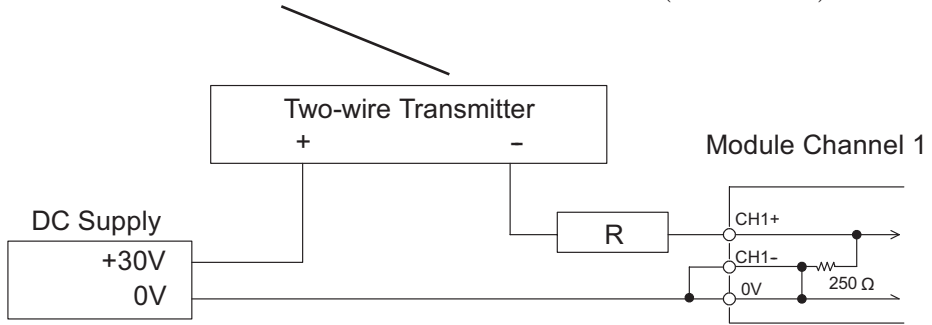 Two-wire Transmitter
+ −
Module Channel 1
DC Supply
+30V
0V
R
CH1+
CH1−
0V
250 Ω